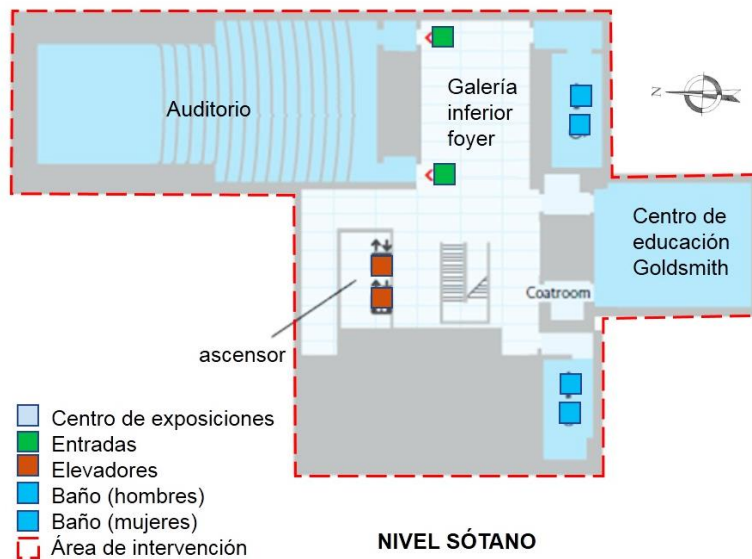 Auditorio
Galería
inferior
foyer
N
Centro de
educación
Goldsmith
Coatroom
ascensor
Centro de exposiciones
Entradas
Elevadores
Baño (hombres)
Baño (mujeres)
Área de intervención
NIVEL SÓTANO